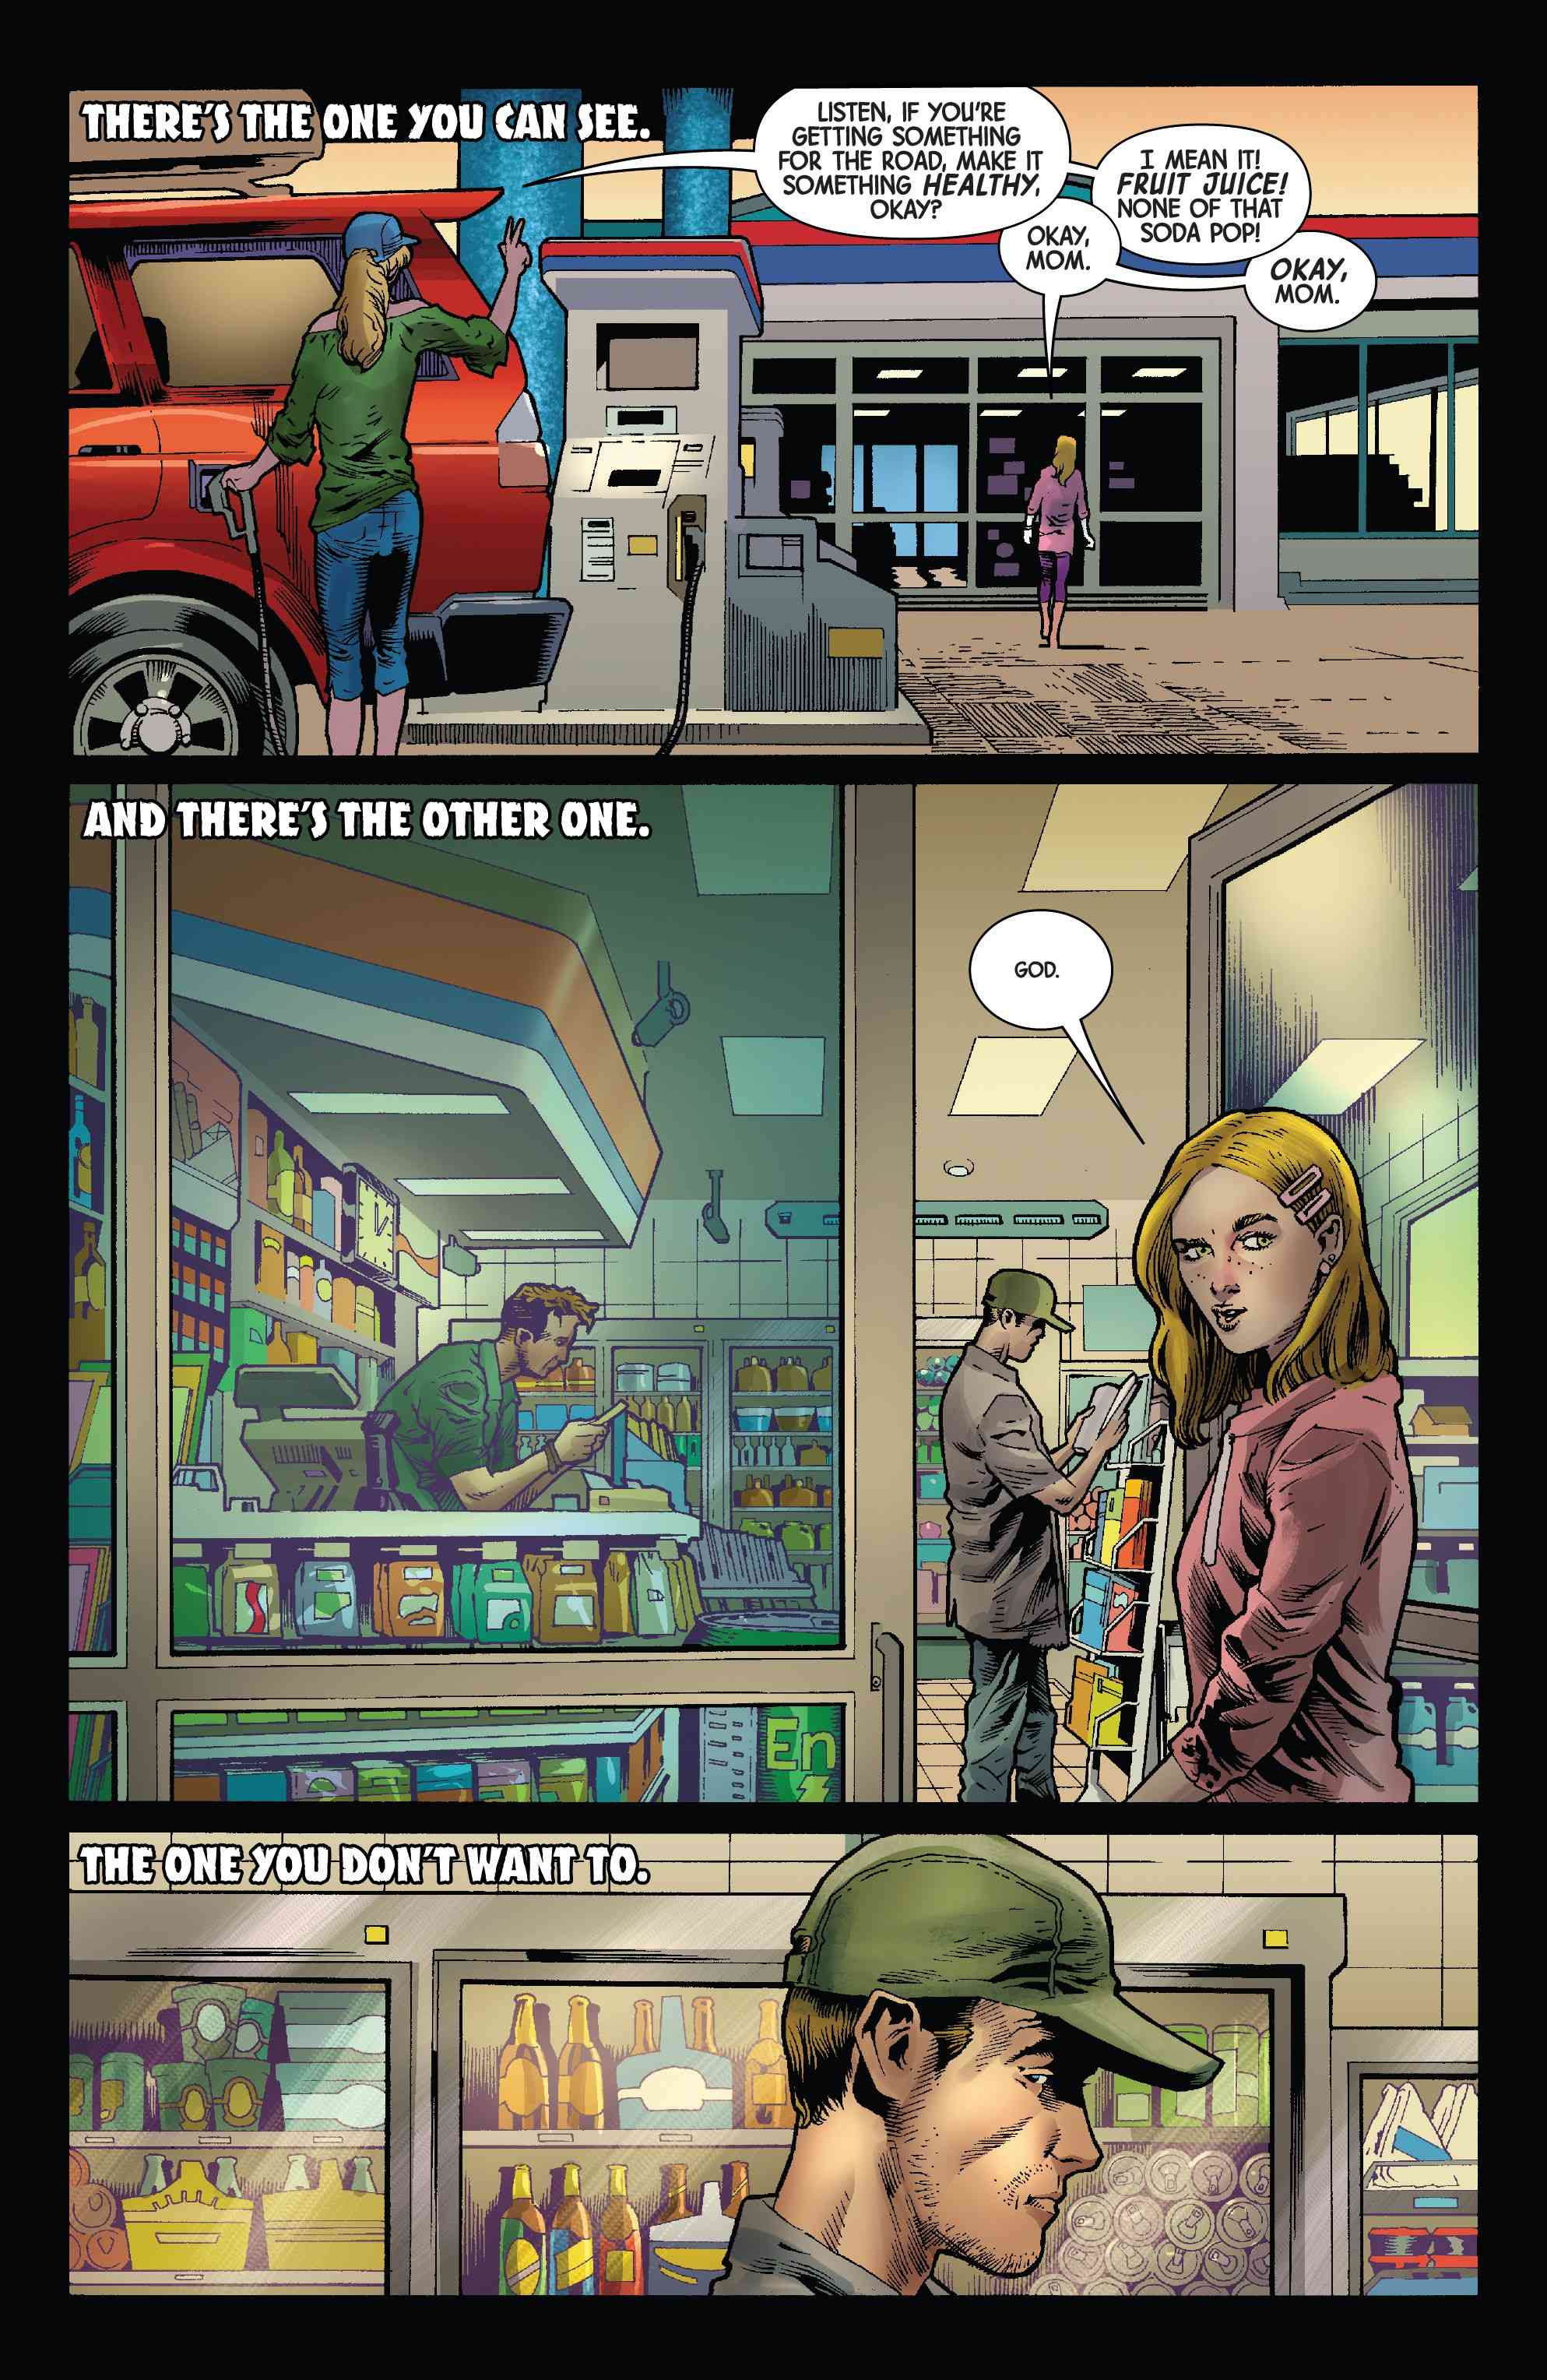 THERE'S THE ONE YOU CAN SEE.
LISTEN, IF YOU'RE
GETTING SOMETHING
FOR THE ROAD, MAKE IT
SOMETHING HEALTHY,
OKAY?
OKAY,
MOM.
I MEAN IT!
FRUIT JUICE!
NONE OF THAT
SODA POP!
OKAY,
MOM.
AND THERE'S THE OTHER ONE.
GOD.
En
THE ONE YOU DON'T WANT TO.